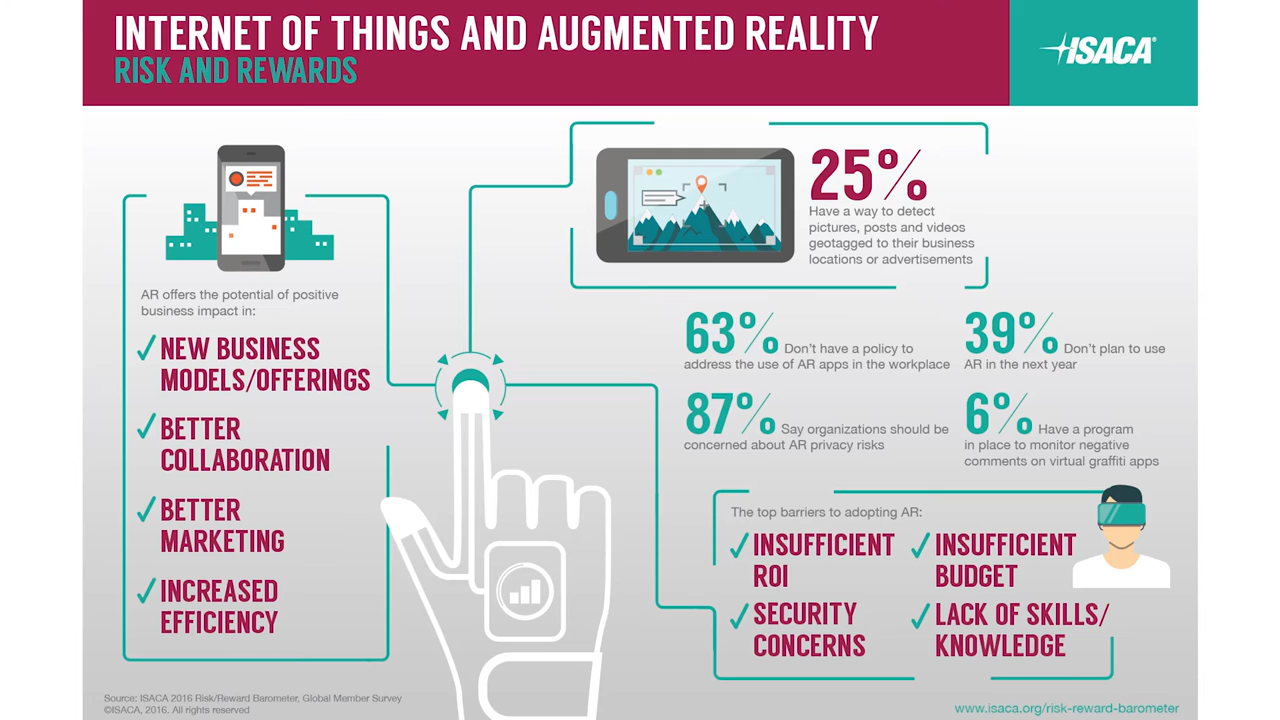 INTERNET OF THINGS AND AUGMENTED REALITY
RISK AND REWARDS
ISACA®
AR offers the potential of positive
business impact in:
NEW BUSINESS
MODELS/OFFERINGS
BETTER
COLLABORATION
BETTER
MARKETING
INCREASED
EFFICIENCY
25%
Have a way to detect
pictures, posts and videos
geotagged to their business
locations or advertisements
63% Don't have a policy to
address the use of AR apps in the workplace
39% Don't plan to use
AR in the next year
87% Say organizations should be
concerned about AR privacy risks
6% Have a program
in place to monitor negative
comments on virtual graffiti apps
The top barriers to adopting AR:
INSUFFICIENT
ROI
INSUFFICIENT
BUDGET
SECURITY
CONCERNS
LACK OF SKILLS/
KNOWLEDGE
Source: ISACA 2016 Risk/Reward Barometer, Global Member Survey
©ISACA, 2016. All rights reserved
www.isaca.org/risk-reward-barometer